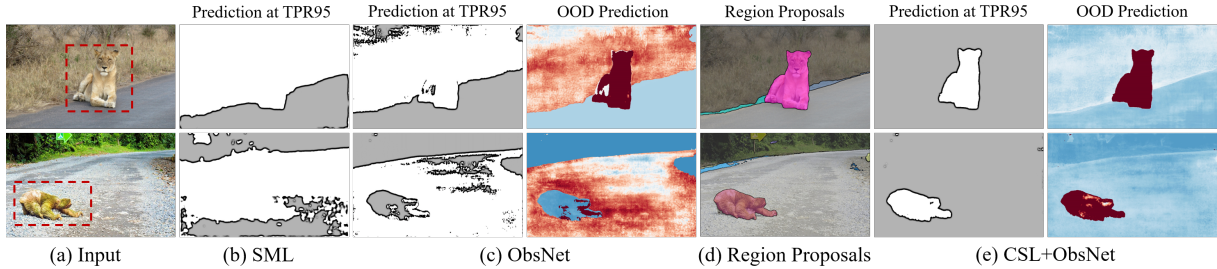 Prediction at TPR95 Prediction at TPR95 OOD Prediction Region Proposals Prediction at TPR95 OOD Prediction
(a) Input (b) SML (c) ObsNet (d) Region Proposals (e) CSL+ObsNet